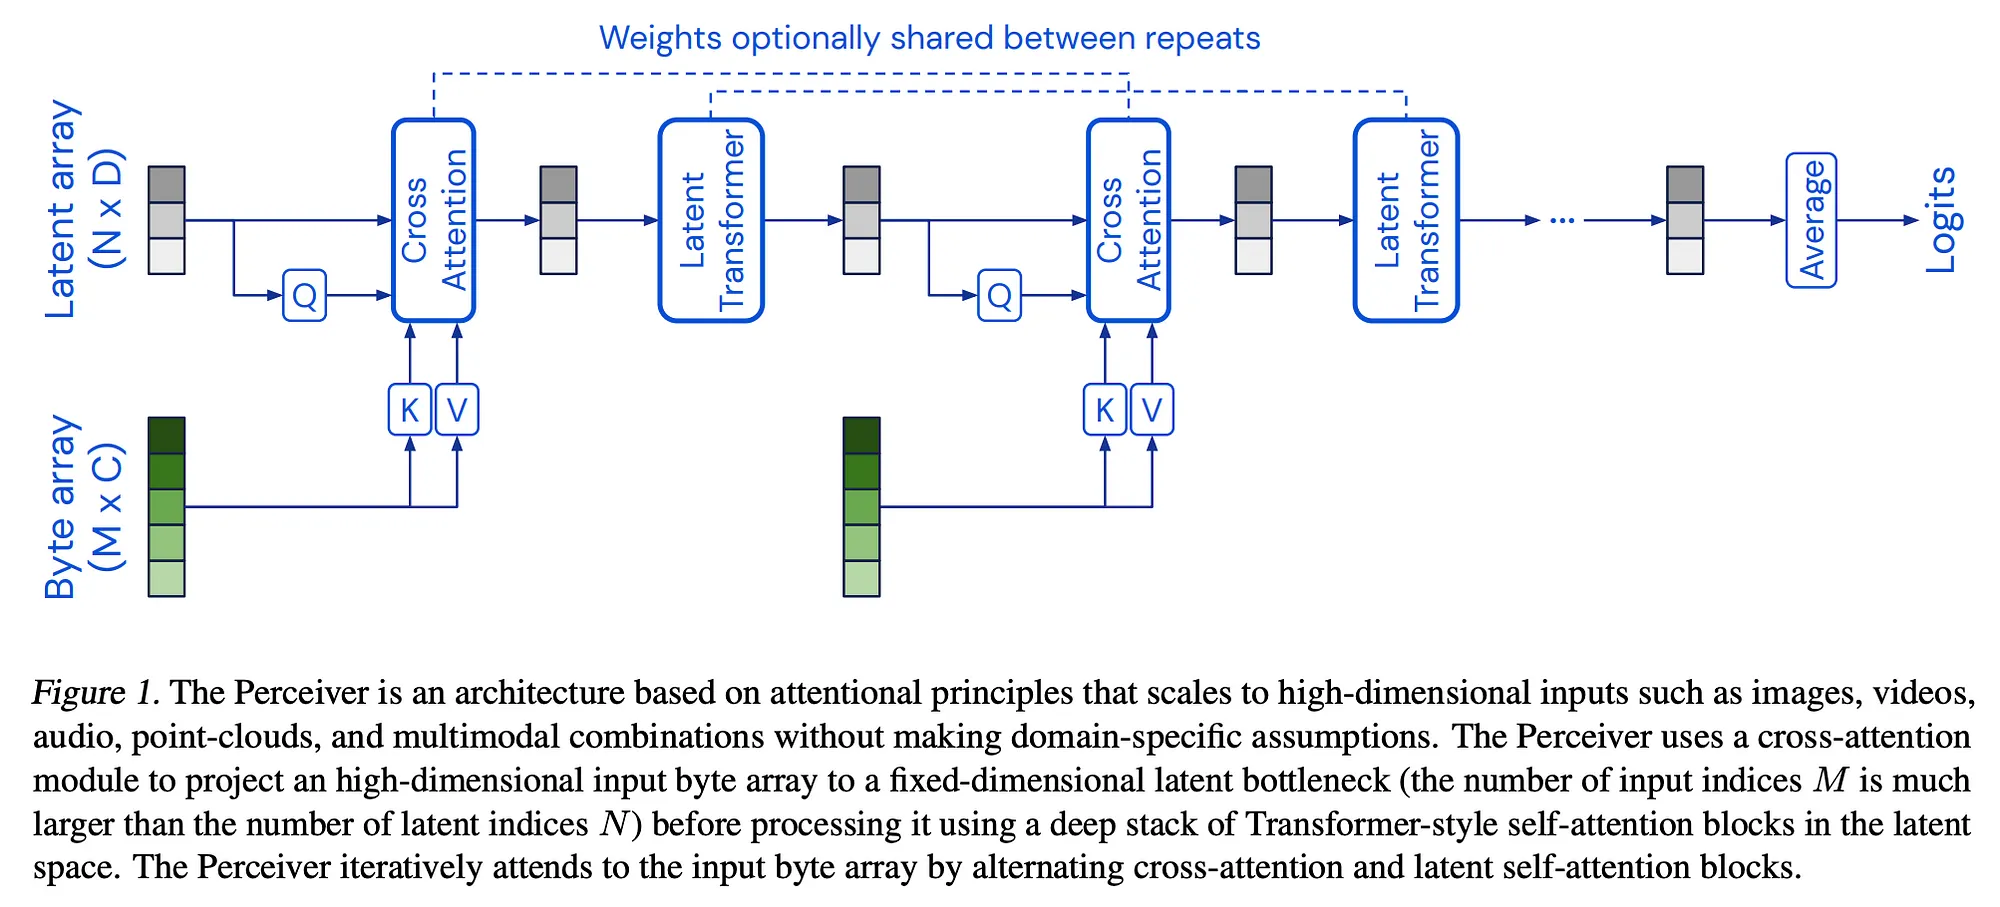 Weights optionally shared between repeats
Latent array
(N x D)
Q
Cross
Attention
K
V
Latent
Transformer
Q
Cross
Attention
K
V
Latent
Transformer
...
Average
Logits
Byte array
(M x C)
Figure 1. The Perceiver is an architecture based on attentional principles that scales to high-dimensional inputs such as images, videos,
audio, point-clouds, and multimodal combinations without making domain-specific assumptions. The Perceiver uses a cross-attention
module to project an high-dimensional input byte array to a fixed-dimensional latent bottleneck (the number of input indices M is much
larger than the number of latent indices N) before processing it using a deep stack of Transformer-style self-attention blocks in the latent
space. The Perceiver iteratively attends to the input byte array by alternating cross-attention and latent self-attention blocks.